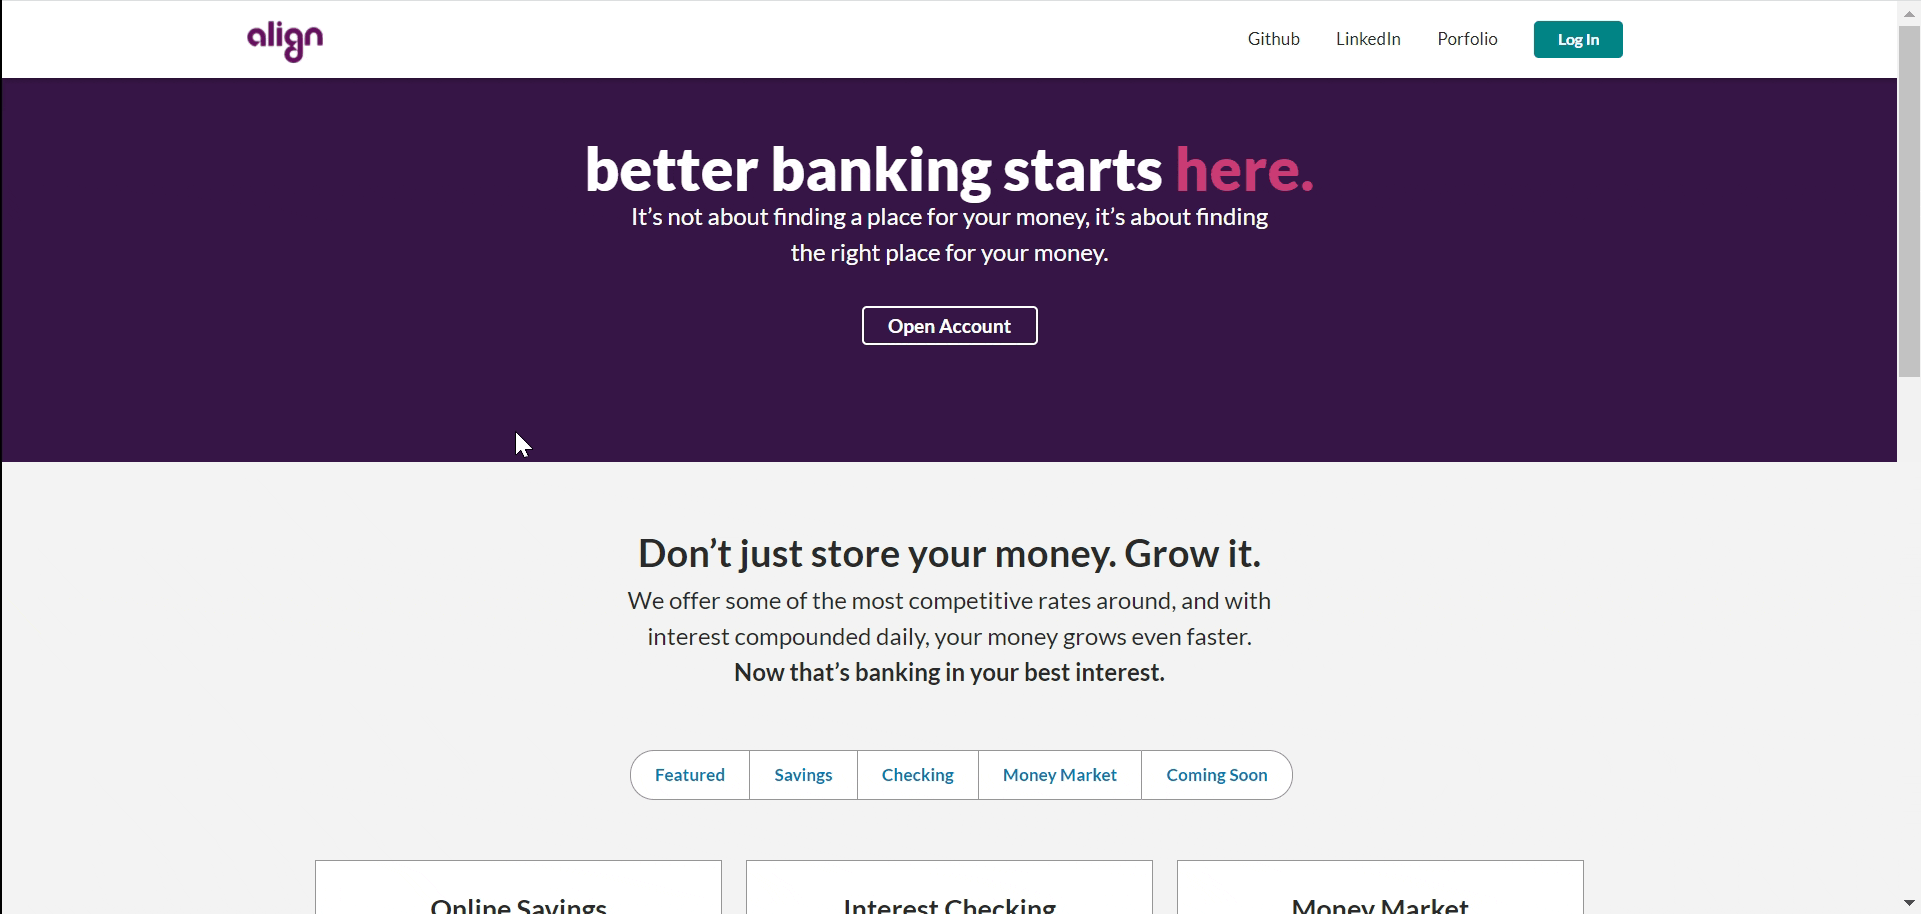 align
Github
LinkedIn
Porfolio
Log In
better banking starts here.
It’s not about finding a place for your money, it’s about finding
the right place for your money.
Open Account
Don’t just store your money. Grow it.
We offer some of the most competitive rates around, and with
interest compounded daily, your money grows even faster.
Now that’s banking in your best interest.
Featured
Savings
Checking
Money Market
Coming Soon
Online Savings
Interest Checking
Money Market